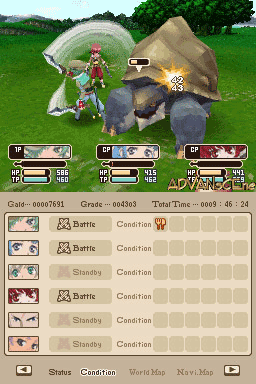 42
43
1P
CP
CP
HP 586
TP 460
HP 415
TP 462
HP 441
TP 429
ADVANsCEne
Gald… 00007691 Grade… 004303 Total Time… 0009 : 46 : 24
Battle Condition
Battle Condition
Standby Condition
Battle Condition
Standby Condition
Standby Condition
Status Condition World Map Navi.Map